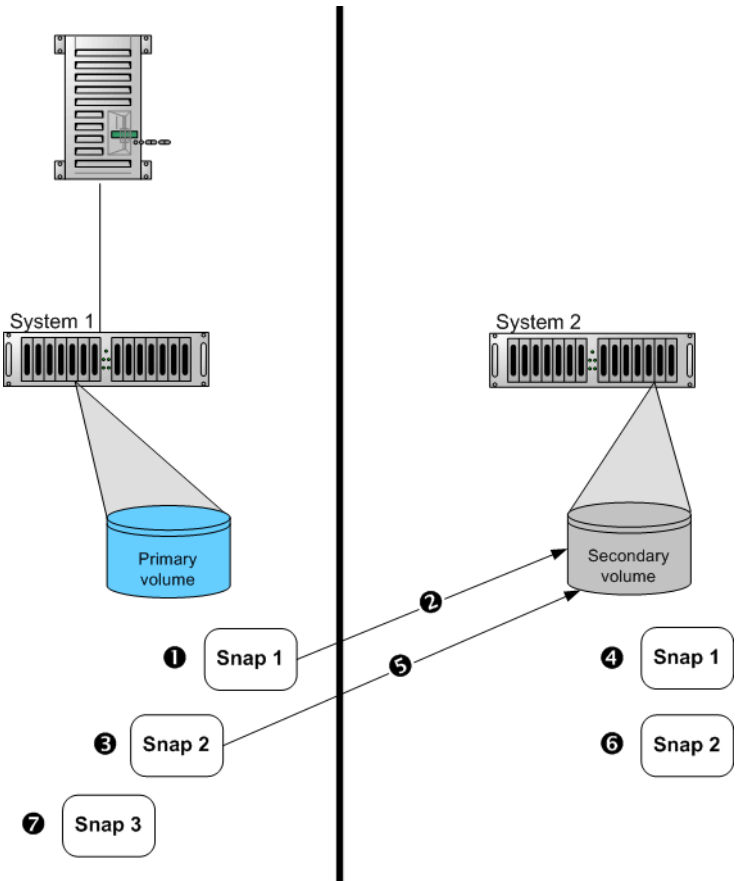 System 1
System 2
Primary
volume
Secondary
volume
❷
❶ Snap 1
❺
❹ Snap 1
❸ Snap 2
❻ Snap 2
❼ Snap 3